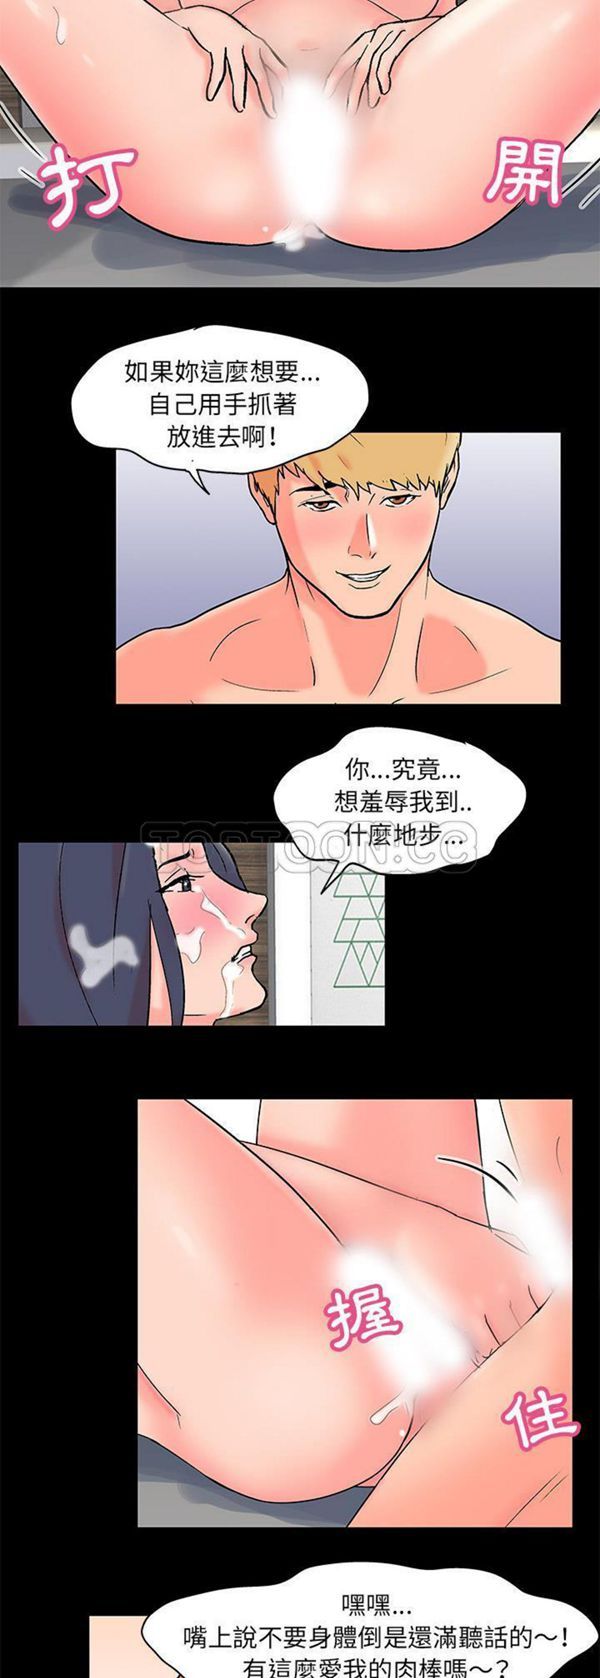 打開
如果妳這麼想要...
自己用手抓著
放進去啊!
你...究竟...
想羞辱我到..
什麼地步...
TOPTOON.CC
握住
嘿嘿...
嘴上說不要身體倒是還滿聽話的～!
有這麼愛我的肉棒嗎～?